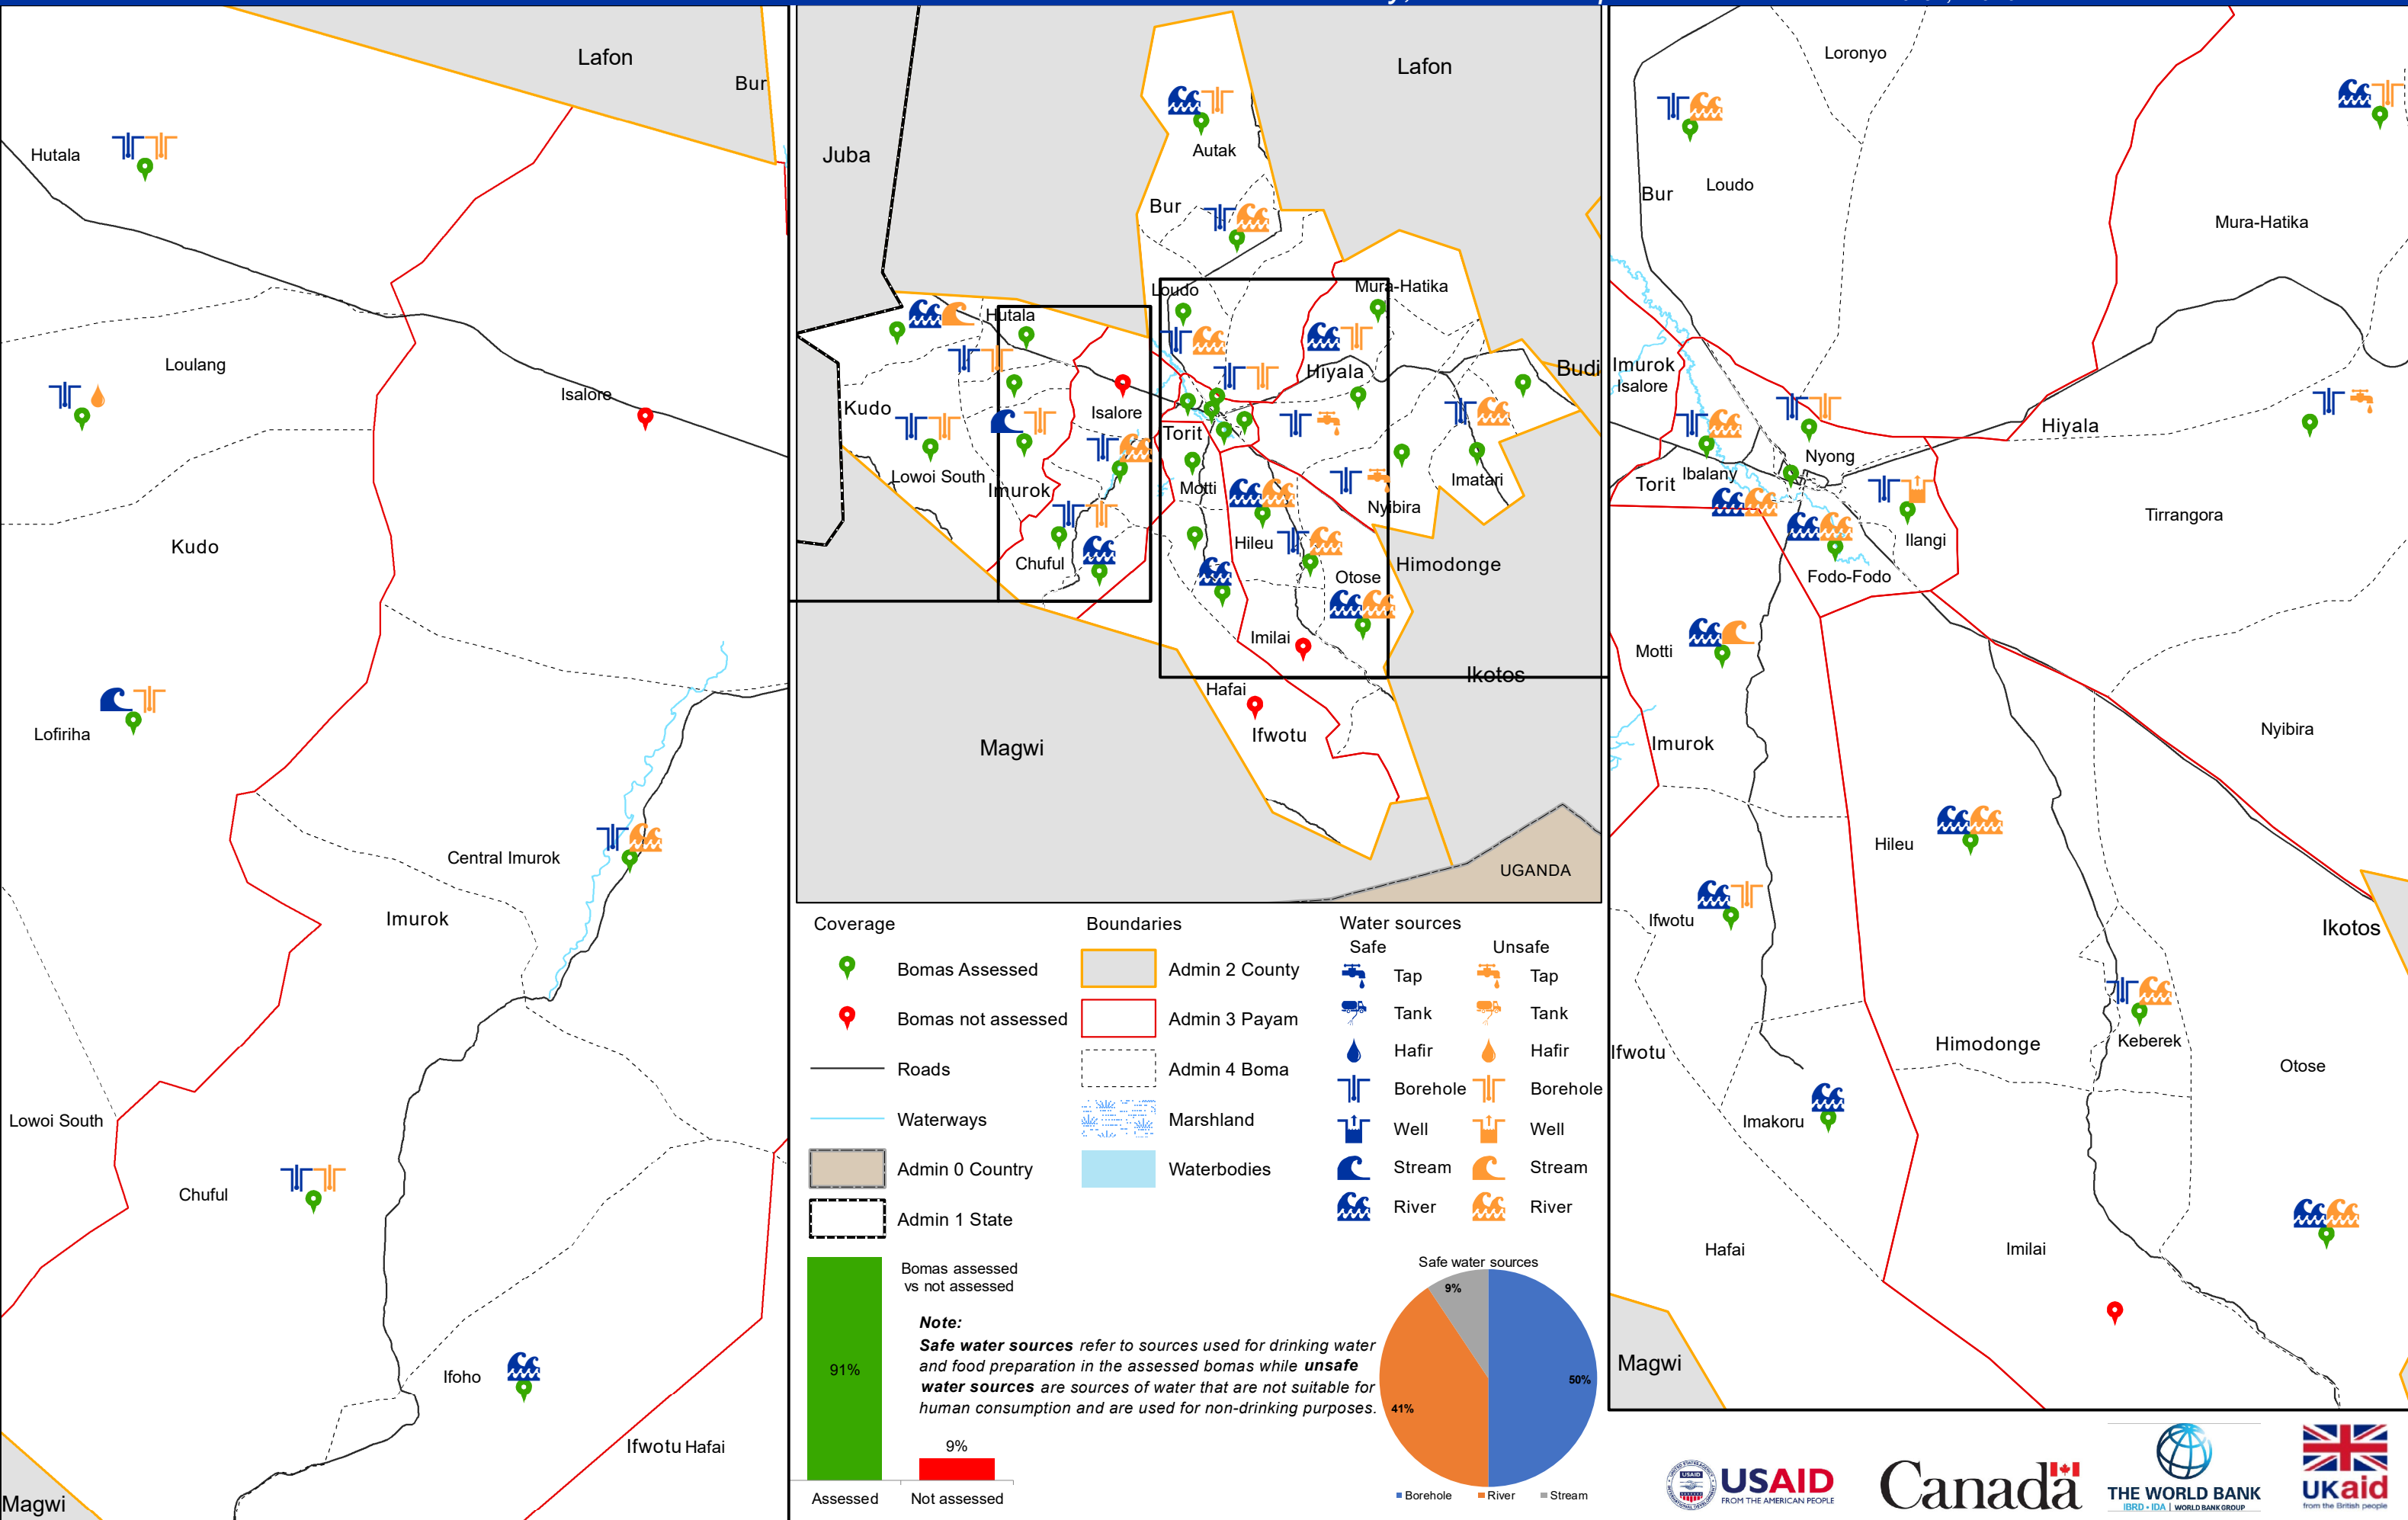 Lafon
Bur
Hutala
Loulang
Isalore
Kudo
Lofiriha
Central Imurok
Imurok
Lowoi South
Chuful
Ifoho
Ifwotu Hafai
Magwi
Lafon
Juba
Autak
Bur
Loudo
Mura-Hatika
Hutala
Budi
Hiyala
Kudo
Isalore
Torit
Lowoi South
Imurok
Motti
Imatari
Nyibira
Hileu
Chuful
Himodonge
Otose
Imilai
Ikotos
Hafai
Ifwotu
Magwi
UGANDA
Coverage
Bomas Assessed
Bomas not assessed
Roads
Waterways
Admin 0 Country
Admin 1 State
Boundaries
Admin 2 County
Admin 3 Payam
Admin 4 Boma
Marshland
Waterbodies
Water sources
Safe
Unsafe
Tap
Tap
Tank
Tank
Hafir
Hafir
Borehole
Borehole
Well
Well
Stream
Stream
River
River
Bomas assessed
vs not assessed
91%
9%
Assessed
Not assessed
Note:
Safe water sources refer to sources used for drinking water
and food preparation in the assessed bomas while unsafe
water sources are sources of water that are not suitable for
human consumption and are used for non-drinking purposes.
Safe water sources
9%
50%
41%
Borehole
River
Stream
Loronyo
Bur
Loudo
Mura-Hatika
Imurok
Isalore
Hiyala
Nyong
Ibalany
Torit
Tirrangora
Ilangi
Fodo-Fodo
Motti
Nyibira
Imurok
Hileu
Ifwotu
Ikotos
Keberek
Himodonge
Ifwotu
Otose
Imakoru
Hafai
Imilai
Magwi
USAID
FROM THE AMERICAN PEOPLE
Canada
THE WORLD BANK
IBRD • IDA | WORLD BANK GROUP
UKaid
from the British people